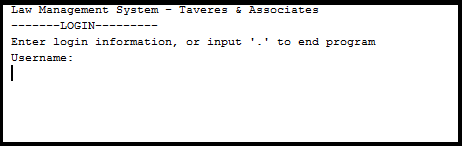 Law Management System - Taveres & Associates
-------LOGIN---------
Enter login information, or input '.' to end program
Username: